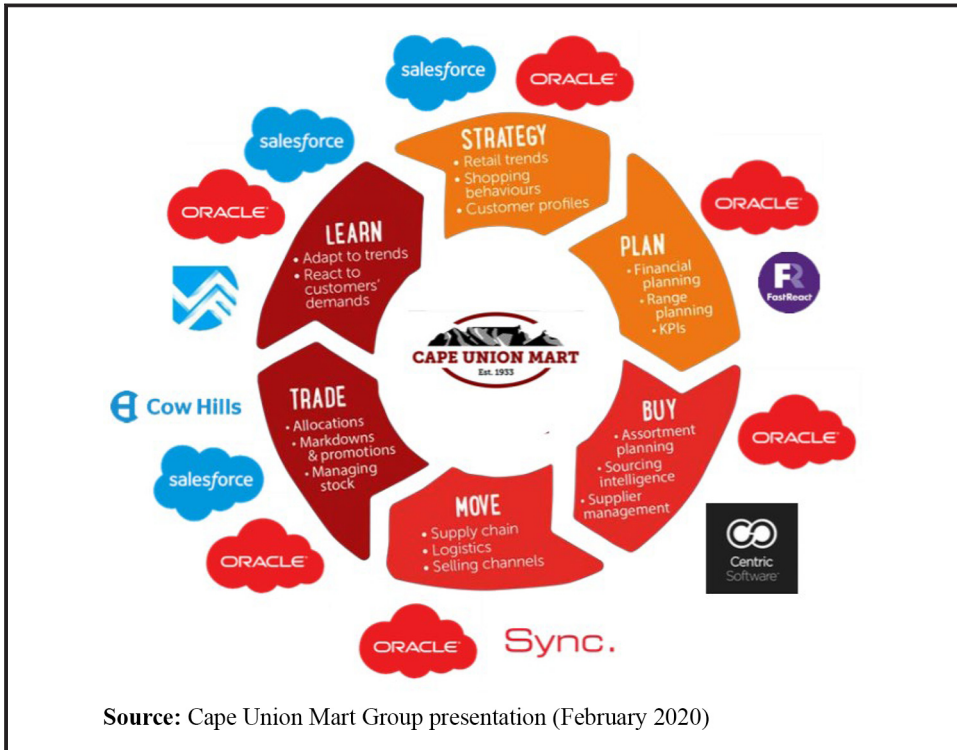 salesforce
ORACLE
STRATEGY
• Retail trends
• Shopping
behaviours
• Customer profiles
ORACLE
FR
FastReact
PLAN
• Financial
planning
• Range
planning
• KPIs
ORACLE
Centric
Software
BUY
• Assortment
planning
• Sourcing
intelligence
• Supplier
management
MOVE
• Supply chain
• Logistics
• Selling channels
ORACLE
Sync.
TRADE
• Allocations
• Markdowns
& promotions
• Managing
stock
Cow Hills
salesforce
ORACLE
LEARN
• Adapt to trends
• React to
customers'
demands
salesforce
ORACLE
CAPE UNION MART
Est. 1933
Source: Cape Union Mart Group presentation (February 2020)